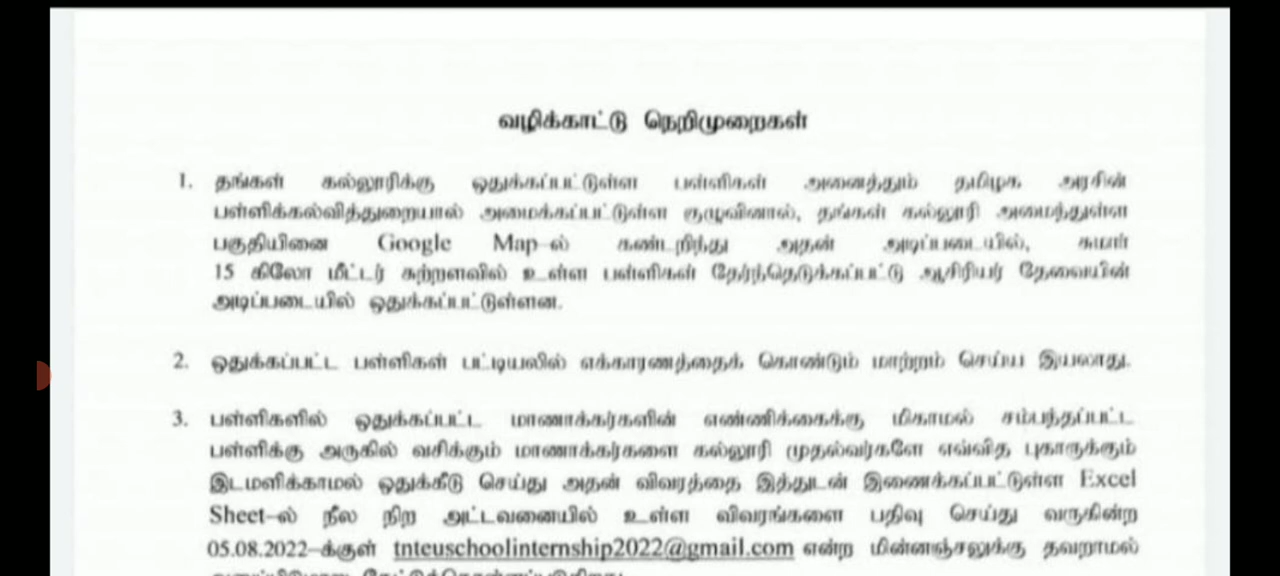 வழிக்காட்டு நெறிமுறைகள்
1. தங்கள் கல்லூரிக்கு ஒதுக்கப்பட்டுள்ள பள்ளிகள் அனைத்தும் தமிழக அரசின்
பள்ளிக்கல்வித்துறையால் அமைக்கப்பட்டுள்ள குழுவினால், தங்கள் கல்லூரி அமைந்துள்ள
பகுதியினை Google Map-ல் கண்டறிந்து அதன் அடிப்படையில், சுமார்
15 கிலோ மீட்டர் சுற்றளவில் உள்ள பள்ளிகள் தேர்ந்தெடுக்கப்பட்டு ஆசிரியர் தேவையின்
அடிப்படையில் ஒதுக்கப்பட்டுள்ளன.
2. ஒதுக்கப்பட்ட பள்ளிகள் பட்டியலில் எக்காரணத்தைக் கொண்டும் மாற்றம் செய்ய இயலாது.
3. பள்ளிகளில் ஒதுக்கப்பட்ட மாணாக்கர்களின் எண்ணிக்கைக்கு மிகாமல் சம்பந்தப்பட்ட
பள்ளிக்கு அருகில் வசிக்கும் மாணாக்கர்களை கல்லூரி முதல்வர்களே எவ்வித புகாருக்கும்
இடமளிக்காமல் ஒதுக்கீடு செய்து அதன் விவரத்தை இத்துடன் இணைக்கப்பட்டுள்ள Excel
Sheet-ல் நீல நிற அட்டவணையில் உள்ள விவரங்களை பதிவு செய்து வருகின்ற
05.08.2022-க்குள் tnteuschoolinternship2022@gmail.com என்ற மின்னஞ்சலுக்கு தவறாமல்